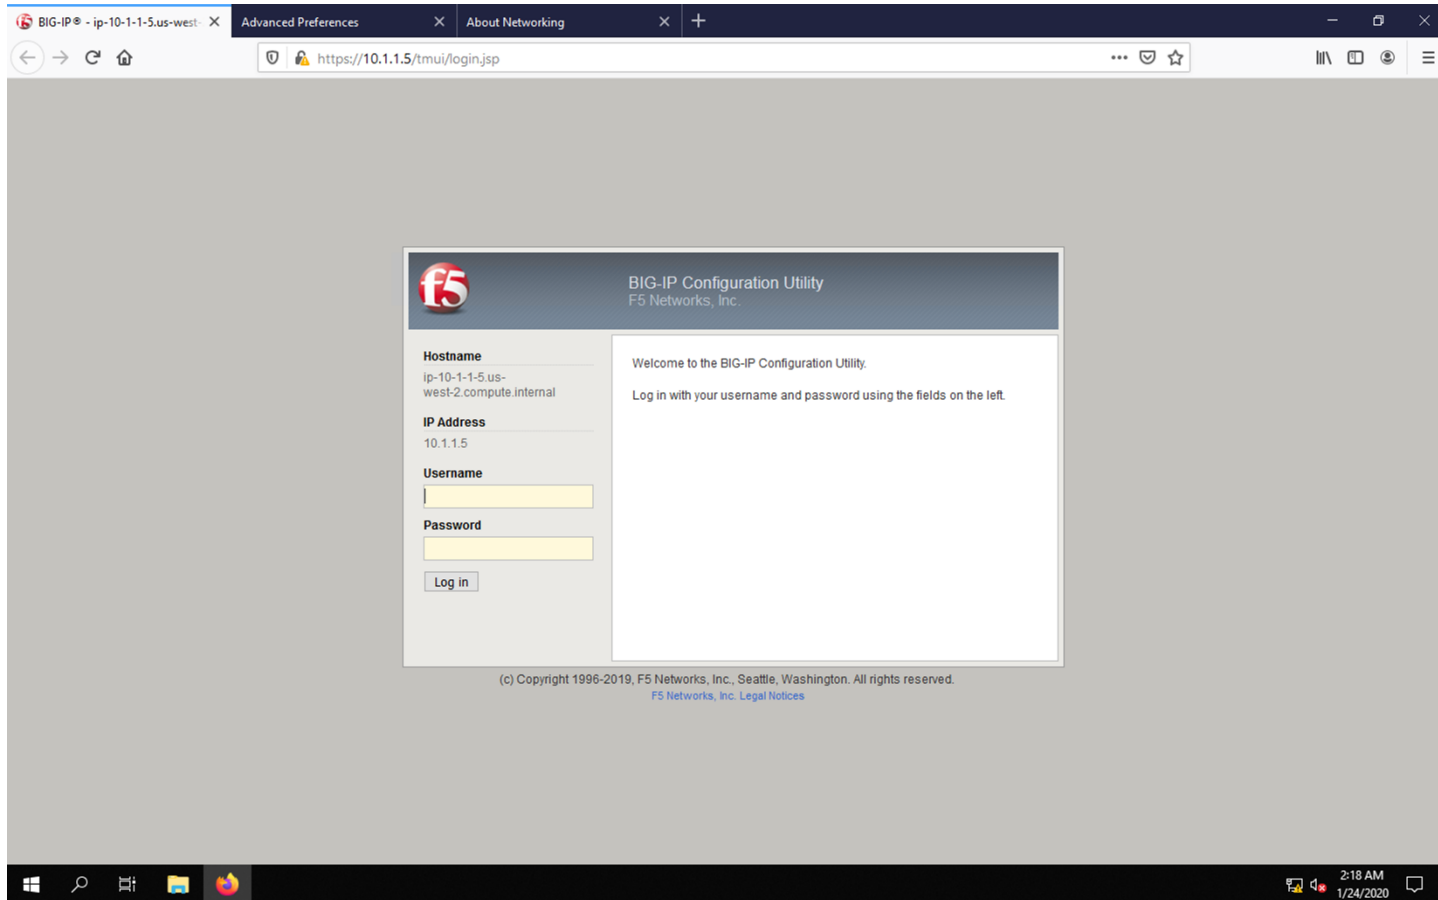 BIG-IP® - ip-10-1-1-5.us-west-
Advanced Preferences
About Networking
https://10.1.1.5/tmui/login.jsp
f5
BIG-IP Configuration Utility
F5 Networks, Inc.
Hostname
ip-10-1-1-5.us-
west-2.compute.internal
IP Address
10.1.1.5
Username
Password
Log in
Welcome to the BIG-IP Configuration Utility.
Log in with your username and password using the fields on the left.
(c) Copyright 1996-2019, F5 Networks, Inc., Seattle, Washington. All rights reserved.
F5 Networks, Inc. Legal Notices
2:18 AM
1/24/2020